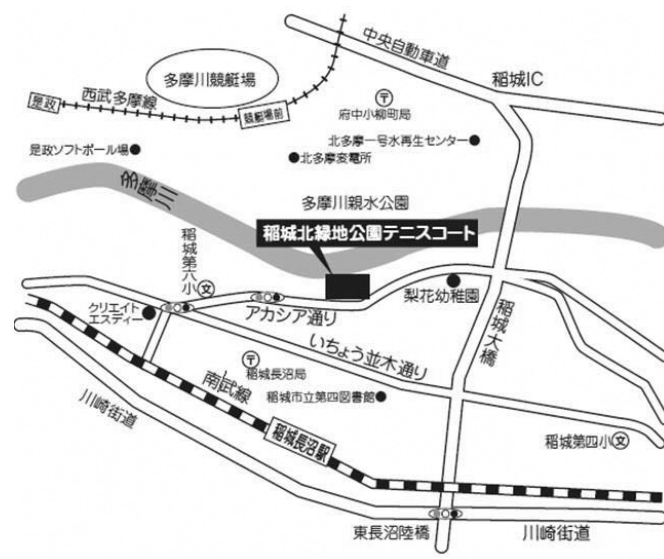 中央自動車道
稲城IC
多摩川競艇場
西武多摩線
是政
競艇場前
〒
府中小柳町局
北多摩一号水再生センター
是政ソフトボール場
北多摩変電所
多摩川
多摩川親水公園
稲城北緑地公園テニスコート
稲城第六小
文
クリエイト
エスディー
アカシア通り
梨花幼稚園
稲城大橋
いちょう並木通り
〒
稲城長沼局
南武線
稲城市立第四図書館
川崎街道
稲城長沼駅
稲城第四小
文
東長沼陸橋
川崎街道